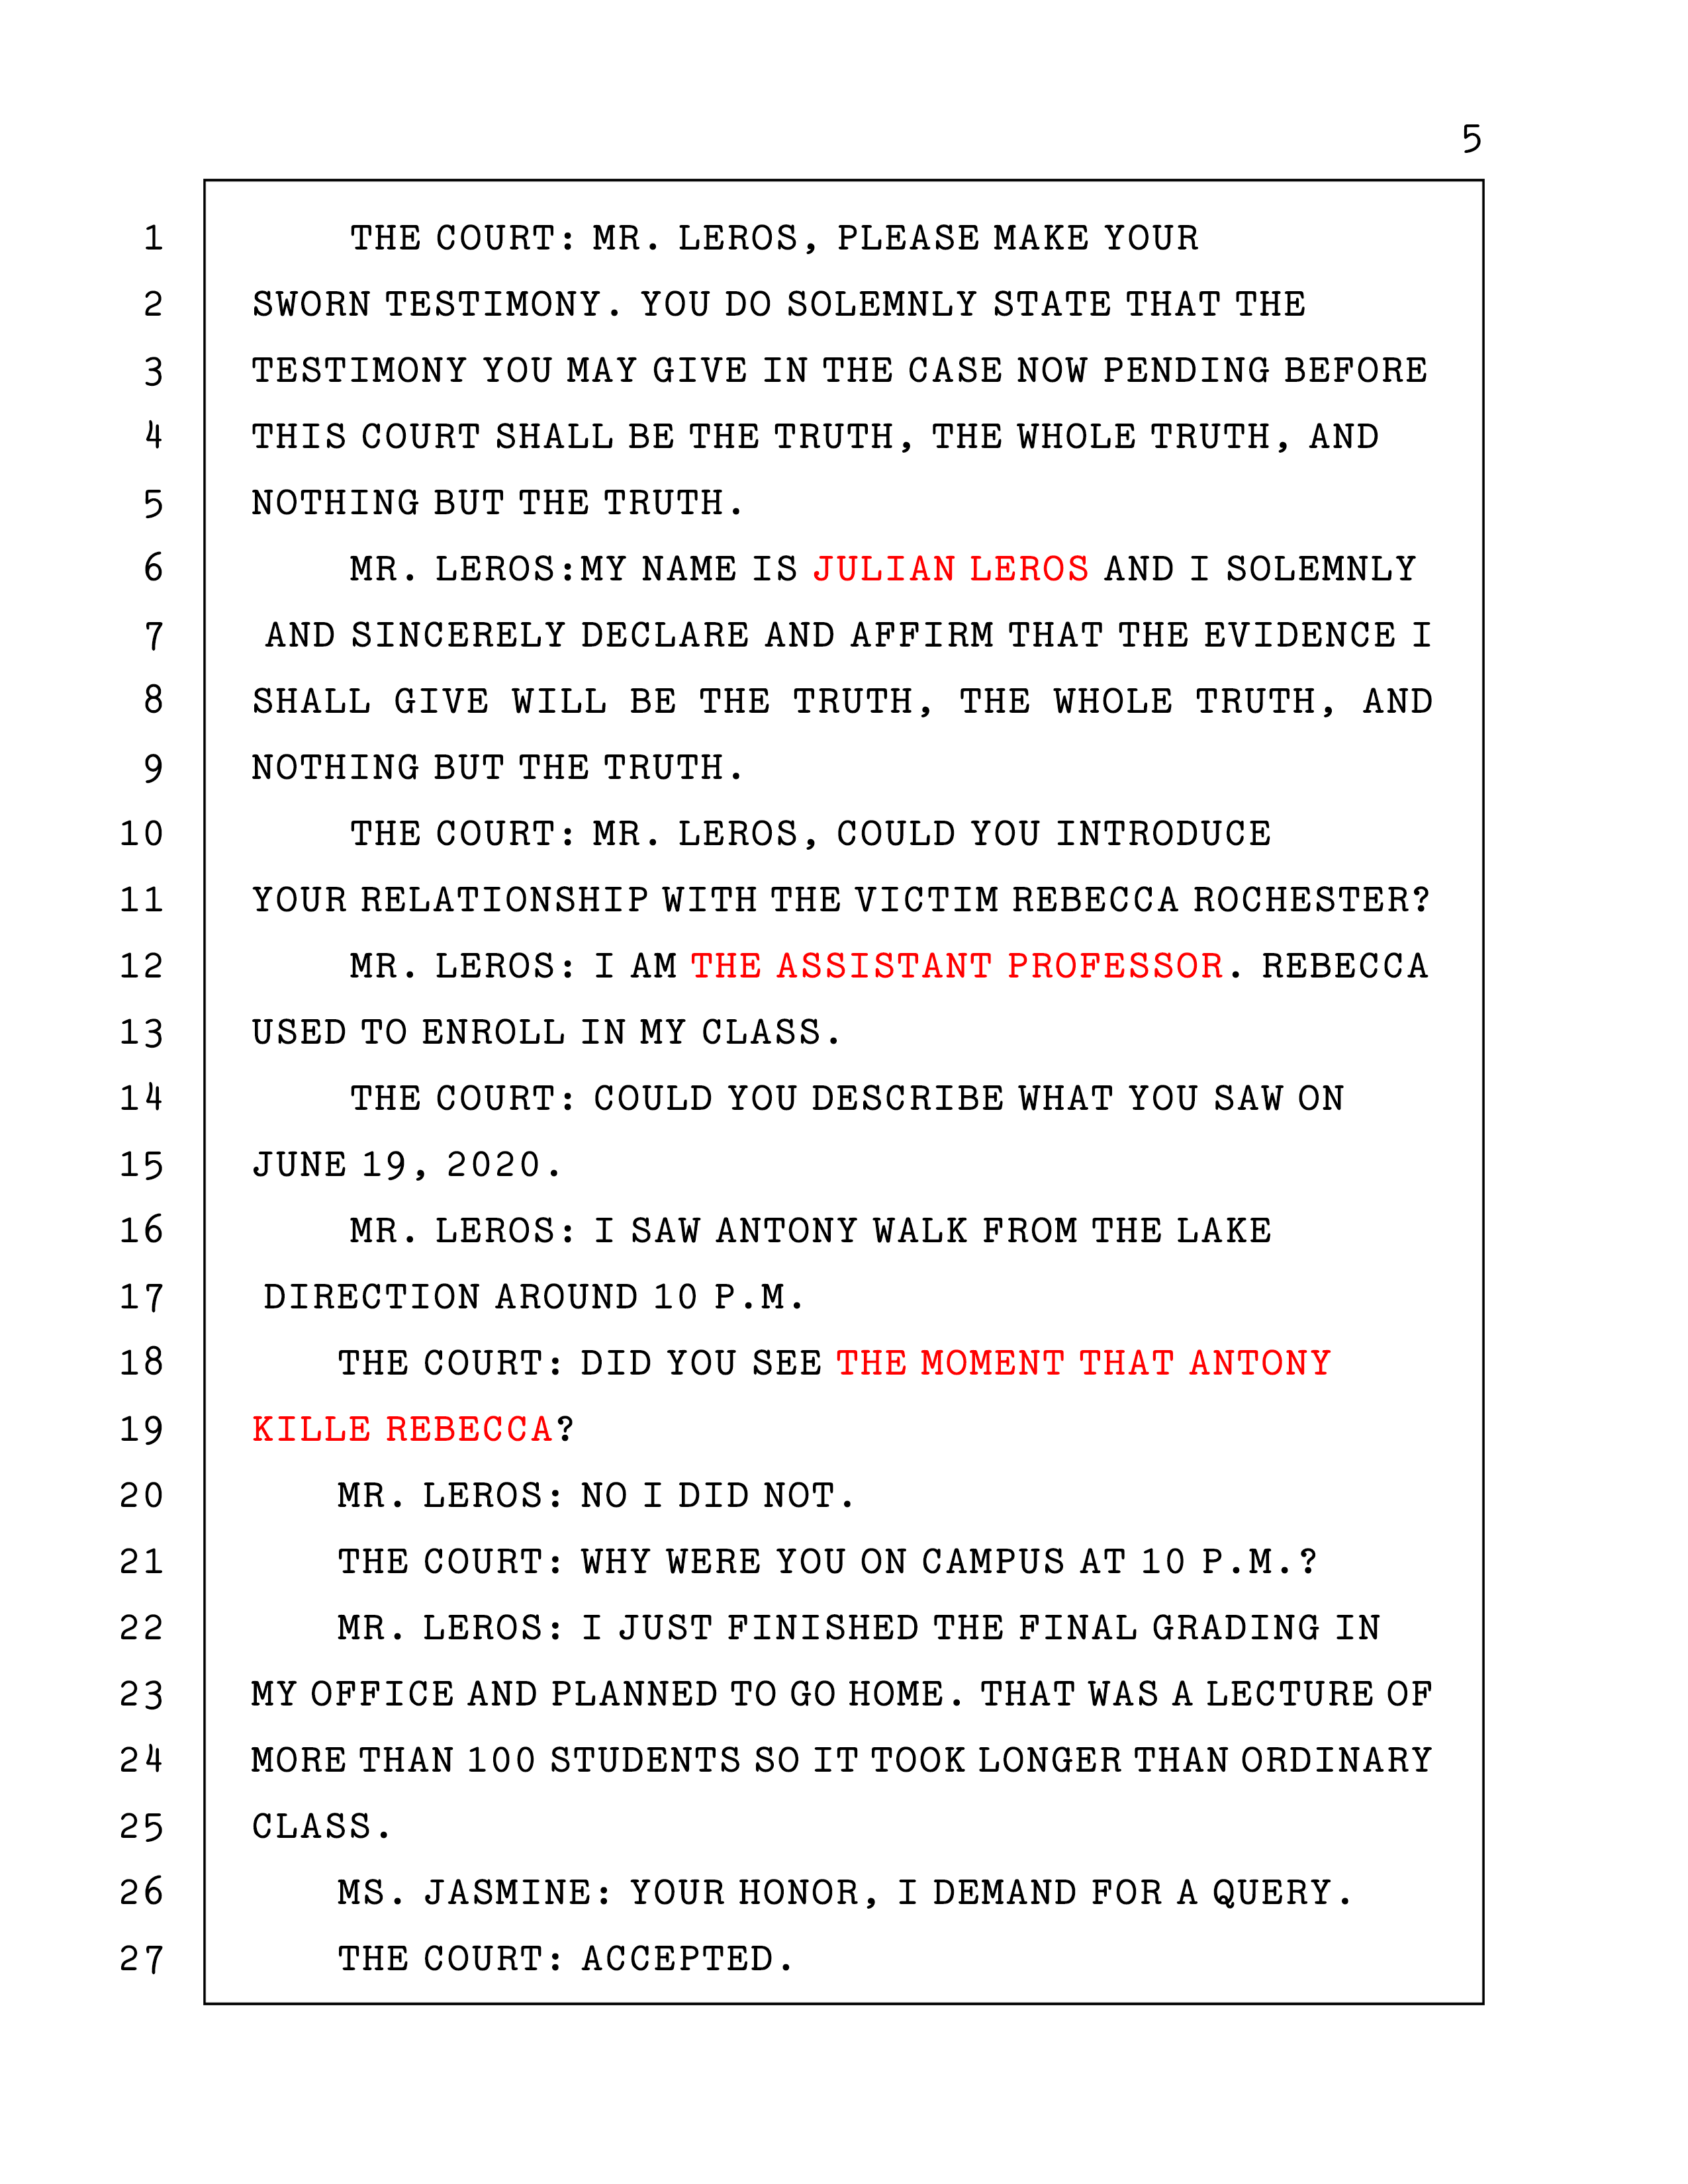 5
1 THE COURT: MR. LEROS, PLEASE MAKE YOUR
2 SWORN TESTIMONY. YOU DO SOLEMNLY STATE THAT THE
3 TESTIMONY YOU MAY GIVE IN THE CASE NOW PENDING BEFORE
4 THIS COURT SHALL BE THE TRUTH, THE WHOLE TRUTH, AND
5 NOTHING BUT THE TRUTH.
6 MR. LEROS:MY NAME IS JULIAN LEROS AND I SOLEMNLY
7 AND SINCERELY DECLARE AND AFFIRM THAT THE EVIDENCE I
8 SHALL GIVE WILL BE THE TRUTH, THE WHOLE TRUTH, AND
9 NOTHING BUT THE TRUTH.
10 THE COURT: MR. LEROS, COULD YOU INTRODUCE
11 YOUR RELATIONSHIP WITH THE VICTIM REBECCA ROCHESTER?
12 MR. LEROS: I AM THE ASSISTANT PROFESSOR. REBECCA
13 USED TO ENROLL IN MY CLASS.
14 THE COURT: COULD YOU DESCRIBE WHAT YOU SAW ON
15 JUNE 19, 2020.
16 MR. LEROS: I SAW ANTONY WALK FROM THE LAKE
17 DIRECTION AROUND 10 P.M.
18 THE COURT: DID YOU SEE THE MOMENT THAT ANTONY
19 KILLE REBECCA?
20 MR. LEROS: NO I DID NOT.
21 THE COURT: WHY WERE YOU ON CAMPUS AT 10 P.M.?
22 MR. LEROS: I JUST FINISHED THE FINAL GRADING IN
23 MY OFFICE AND PLANNED TO GO HOME. THAT WAS A LECTURE OF
24 MORE THAN 100 STUDENTS SO IT TOOK LONGER THAN ORDINARY
25 CLASS.
26 MS. JASMINE: YOUR HONOR, I DEMAND FOR A QUERY.
27 THE COURT: ACCEPTED.